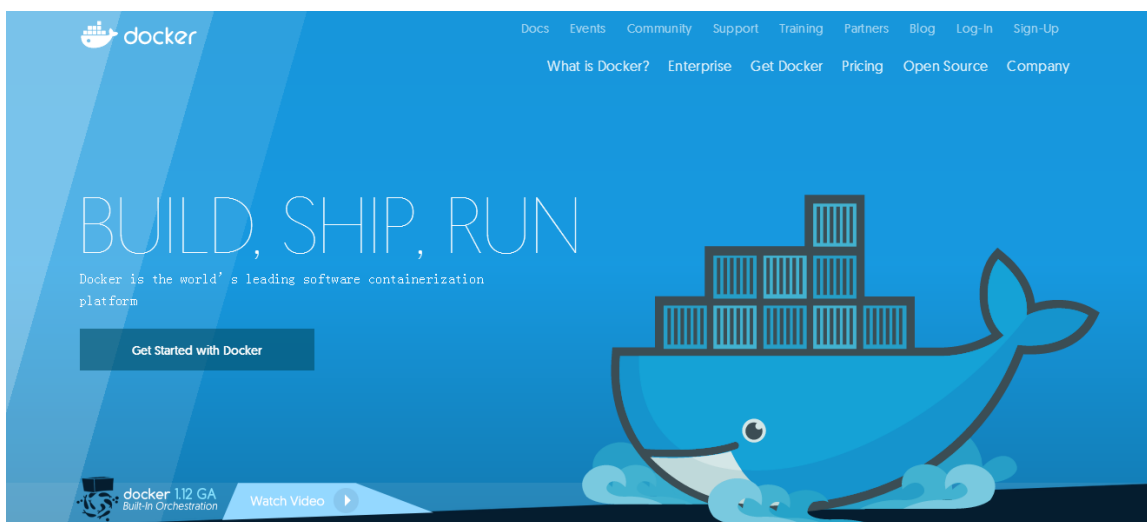 docker
Docs Events Community Support Training Partners Blog Log-In Sign-Up
What is Docker? Enterprise Get Docker Pricing Open Source Company
BUILD, SHIP, RUN
Docker is the world's leading software containerization
platform
Get Started with Docker
docker 1.12 GA
Built-In Orchestration
Watch Video